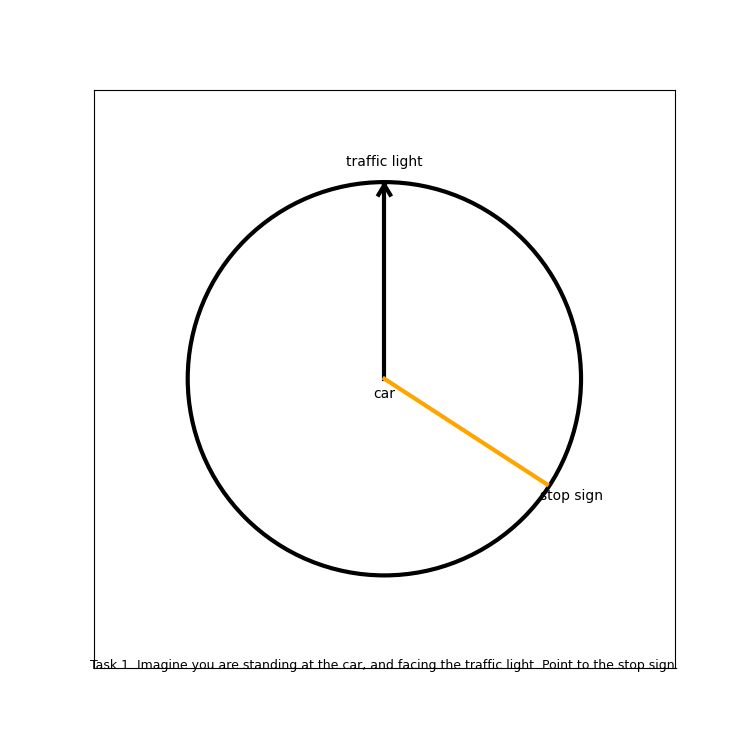 traffic light
car
stop sign
Task 1. Imagine you are standing at the car, and facing the traffic light. Point to the stop sign.